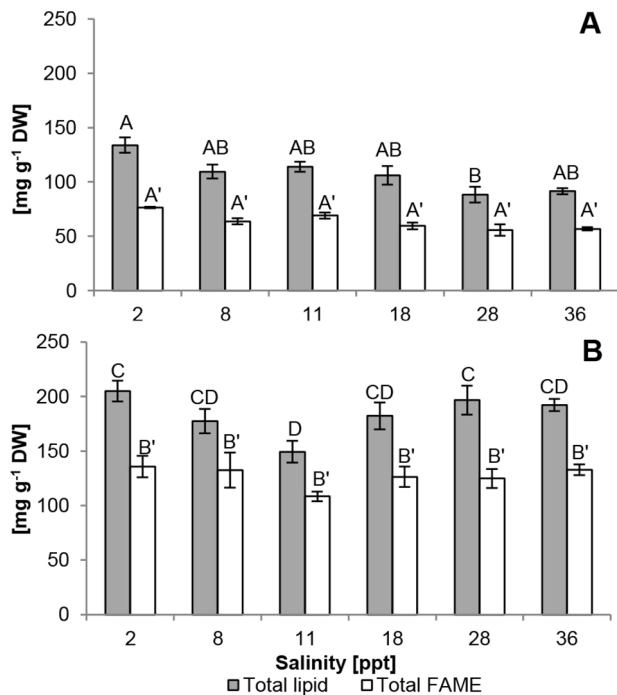 A
[mg g⁻¹ DW]
250
200
150
100
50
0
A
A'
AB
A'
AB
A'
AB
A'
B
A'
AB
A'
2 8 11 18 28 36
B
[mg g⁻¹ DW]
250
200
150
100
50
0
C
B'
CD
B'
D
B'
CD
B'
C
B'
CD
B'
2 8 11 18 28 36
Salinity [ppt]
Total lipid Total FAME